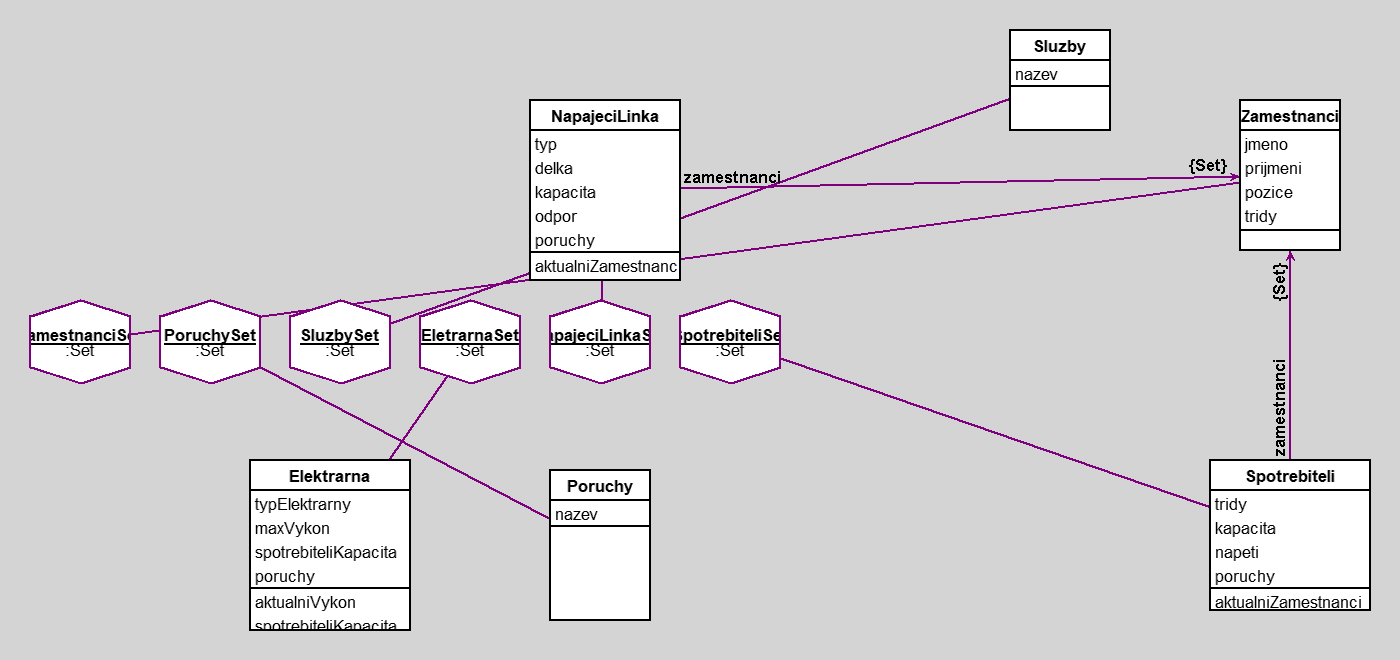 Sluzby
nazev
NapajeciLinka
typ
delka
kapacita
odpor
poruchy
aktualniZamestnanc
zamestnanci
{Set}
Zamestnanci
jmeno
prijmeni
pozice
tridy
{Set}
zamestnanci
amestnanciSe
:Set
PoruchySet
:Set
SluzbySet
:Set
EletrarnaSet
:Set
apajeciLinkaS
:Set
SpotrebiteliSe
:Set
Elektrarna
typElektrarny
maxVykon
spotrebiteliKapacita
poruchy
aktualniVykon
spotrebiteliKapacita
Poruchy
nazev
Spotrebiteli
tridy
kapacita
napeti
poruchy
aktualniZamestnanci